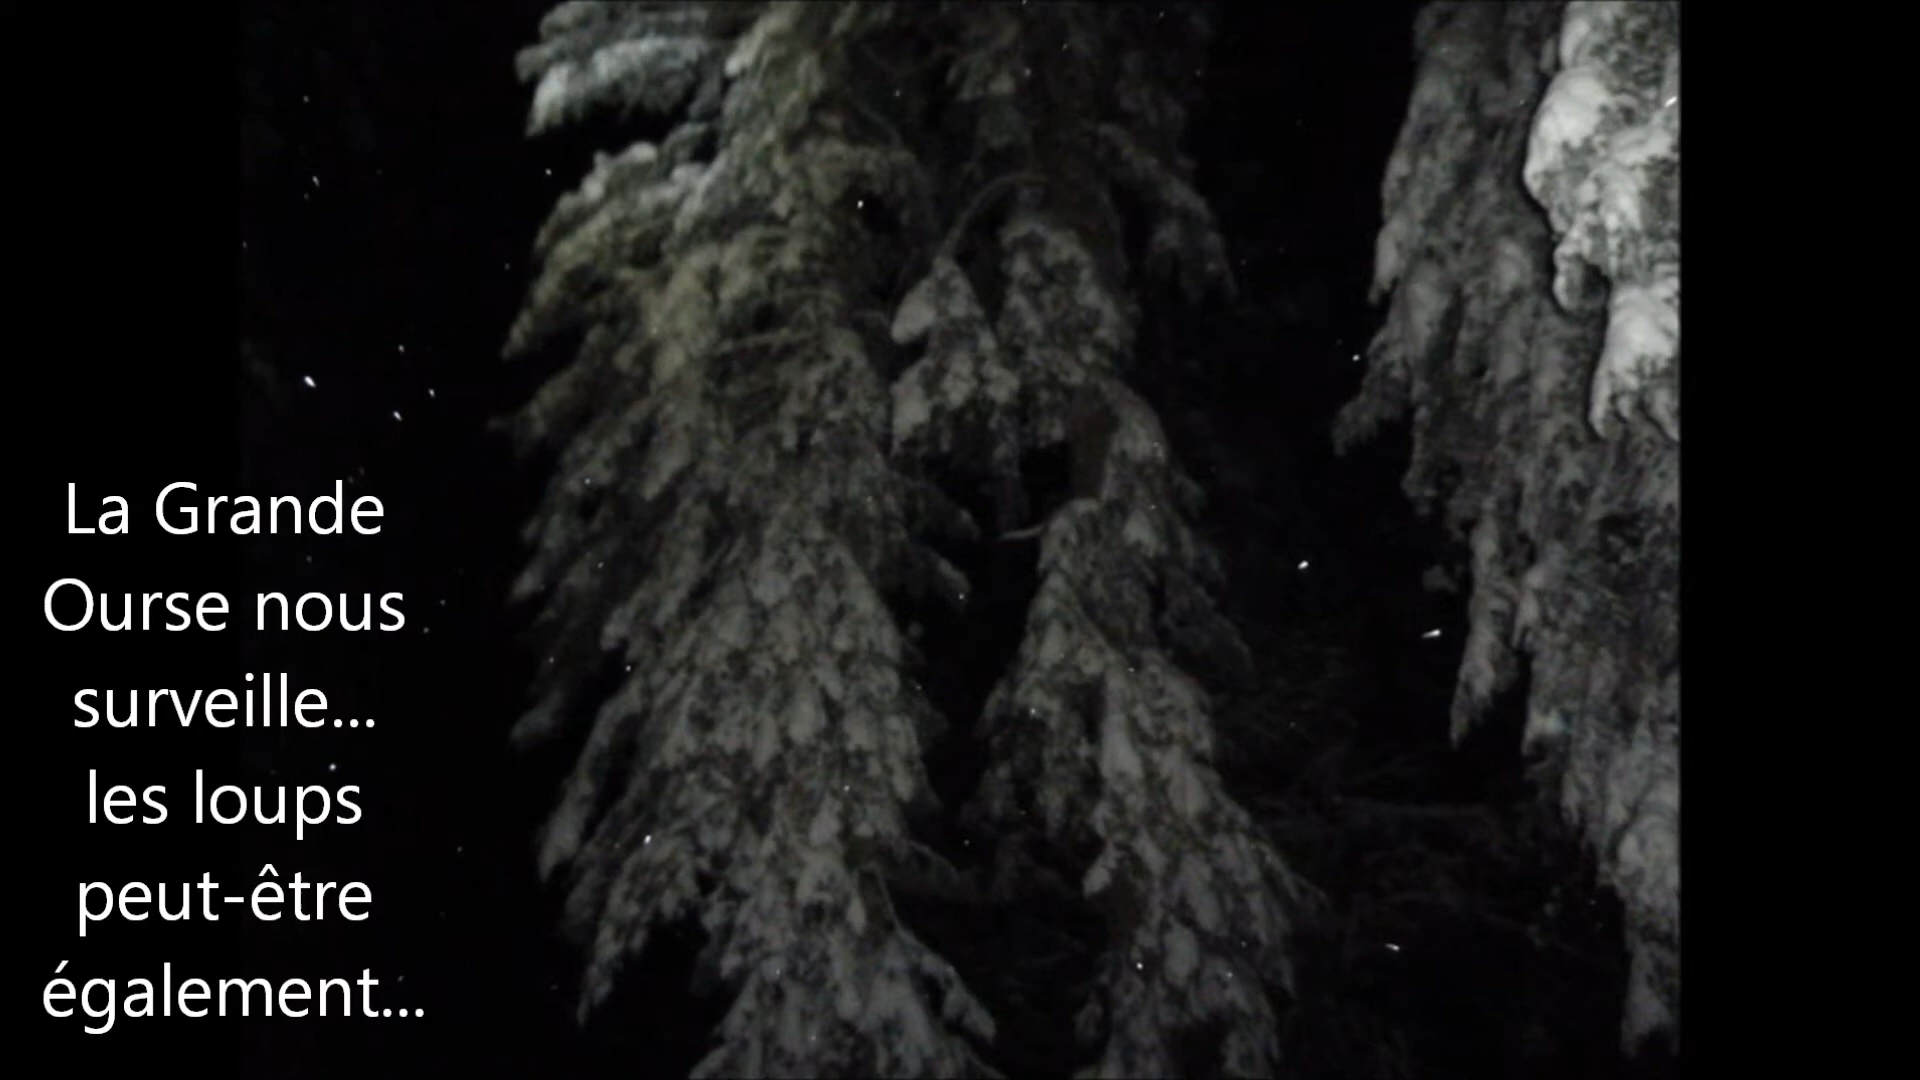 La Grande
Ourse nous
surveille...
les loups
peut-être
également...